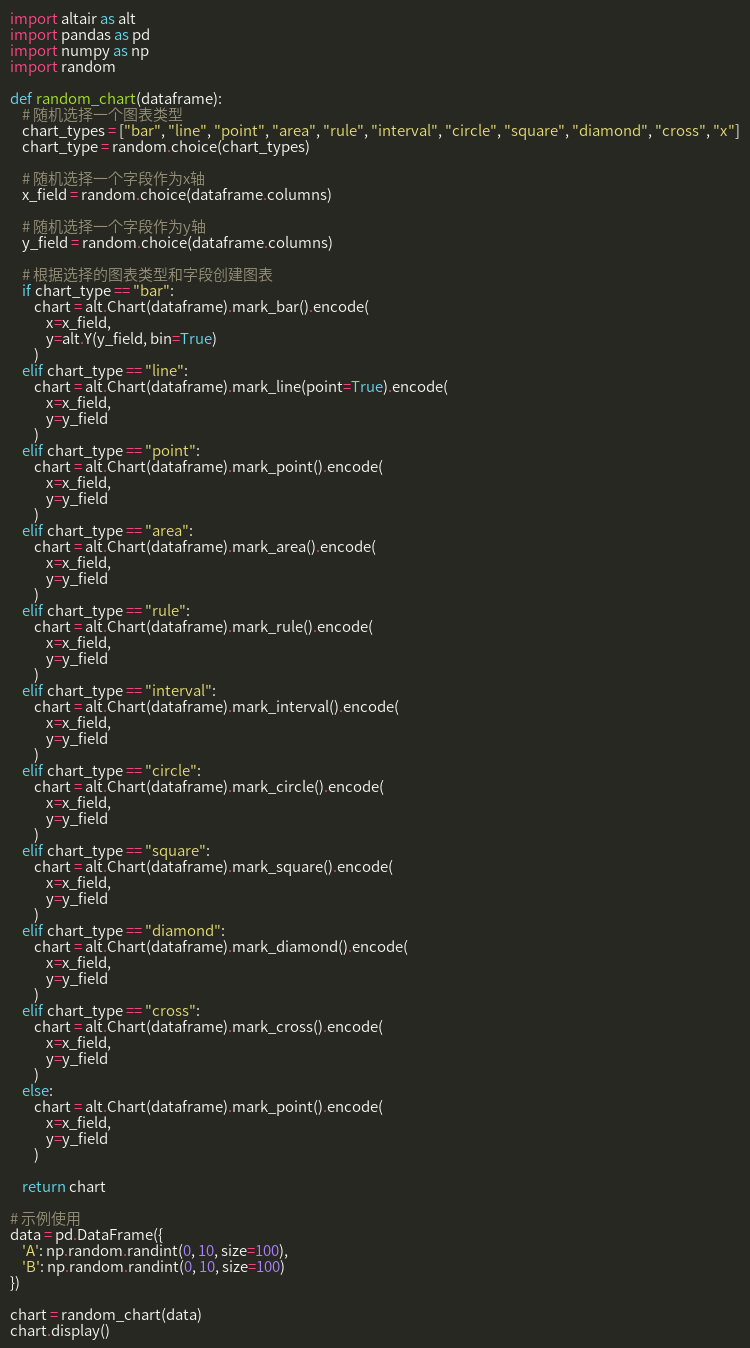 import altair as alt
import pandas as pd
import numpy as np
import random

def random_chart(dataframe):
    # 随机选择一个图表类型
    chart_types = ["bar", "line", "point", "area", "rule", "interval", "circle", "square", "diamond", "cross", "x"]
    chart_type = random.choice(chart_types)

    # 随机选择一个字段作为x轴
    x_field = random.choice(dataframe.columns)

    # 随机选择一个字段作为y轴
    y_field = random.choice(dataframe.columns)

    # 根据选择的图表类型和字段创建图表
    if chart_type == "bar":
        chart = alt.Chart(dataframe).mark_bar().encode(
            x=x_field,
            y=alt.Y(y_field, bin=True)
        )
    elif chart_type == "line":
        chart = alt.Chart(dataframe).mark_line(point=True).encode(
            x=x_field,
            y=y_field
        )
    elif chart_type == "point":
        chart = alt.Chart(dataframe).mark_point().encode(
            x=x_field,
            y=y_field
        )
    elif chart_type == "area":
        chart = alt.Chart(dataframe).mark_area().encode(
            x=x_field,
            y=y_field
        )
    elif chart_type == "rule":
        chart = alt.Chart(dataframe).mark_rule().encode(
            x=x_field,
            y=y_field
        )
    elif chart_type == "interval":
        chart = alt.Chart(dataframe).mark_interval().encode(
            x=x_field,
            y=y_field
        )
    elif chart_type == "circle":
        chart = alt.Chart(dataframe).mark_circle().encode(
            x=x_field,
            y=y_field
        )
    elif chart_type == "square":
        chart = alt.Chart(dataframe).mark_square().encode(
            x=x_field,
            y=y_field
        )
    elif chart_type == "diamond":
        chart = alt.Chart(dataframe).mark_diamond().encode(
            x=x_field,
            y=y_field
        )
    elif chart_type == "cross":
        chart = alt.Chart(dataframe).mark_cross().encode(
            x=x_field,
            y=y_field
        )
    else:
        chart = alt.Chart(dataframe).mark_point().encode(
            x=x_field,
            y=y_field
        )

    return chart

# 示例使用
data = pd.DataFrame({
    'A': np.random.randint(0, 10, size=100),
    'B': np.random.randint(0, 10, size=100)
})

chart = random_chart(data)
chart.display()